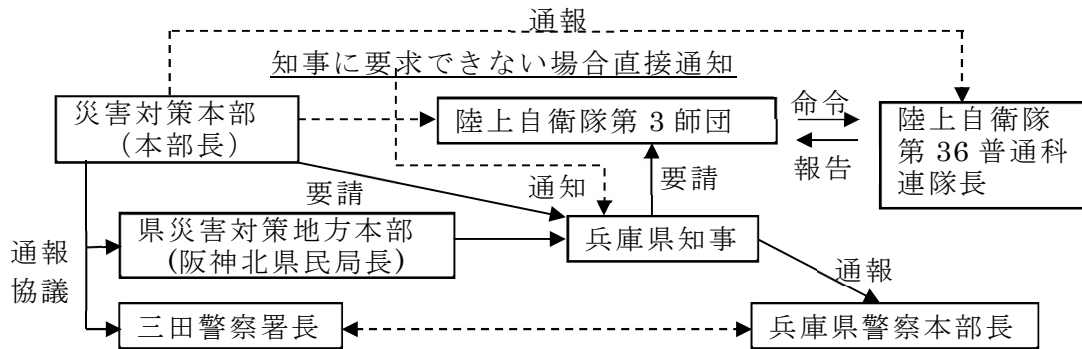 通報
知事に要求できない場合直接通知
災害対策本部
（本部長）
陸上自衛隊第３師団
命令
報告
陸上自衛隊
第 36 普通科
連隊長
通知
要請
要請
県災害対策地方本部
(阪神北県民局長)
兵庫県知事
通報
協議
通報
三田警察署長
兵庫県警察本部長